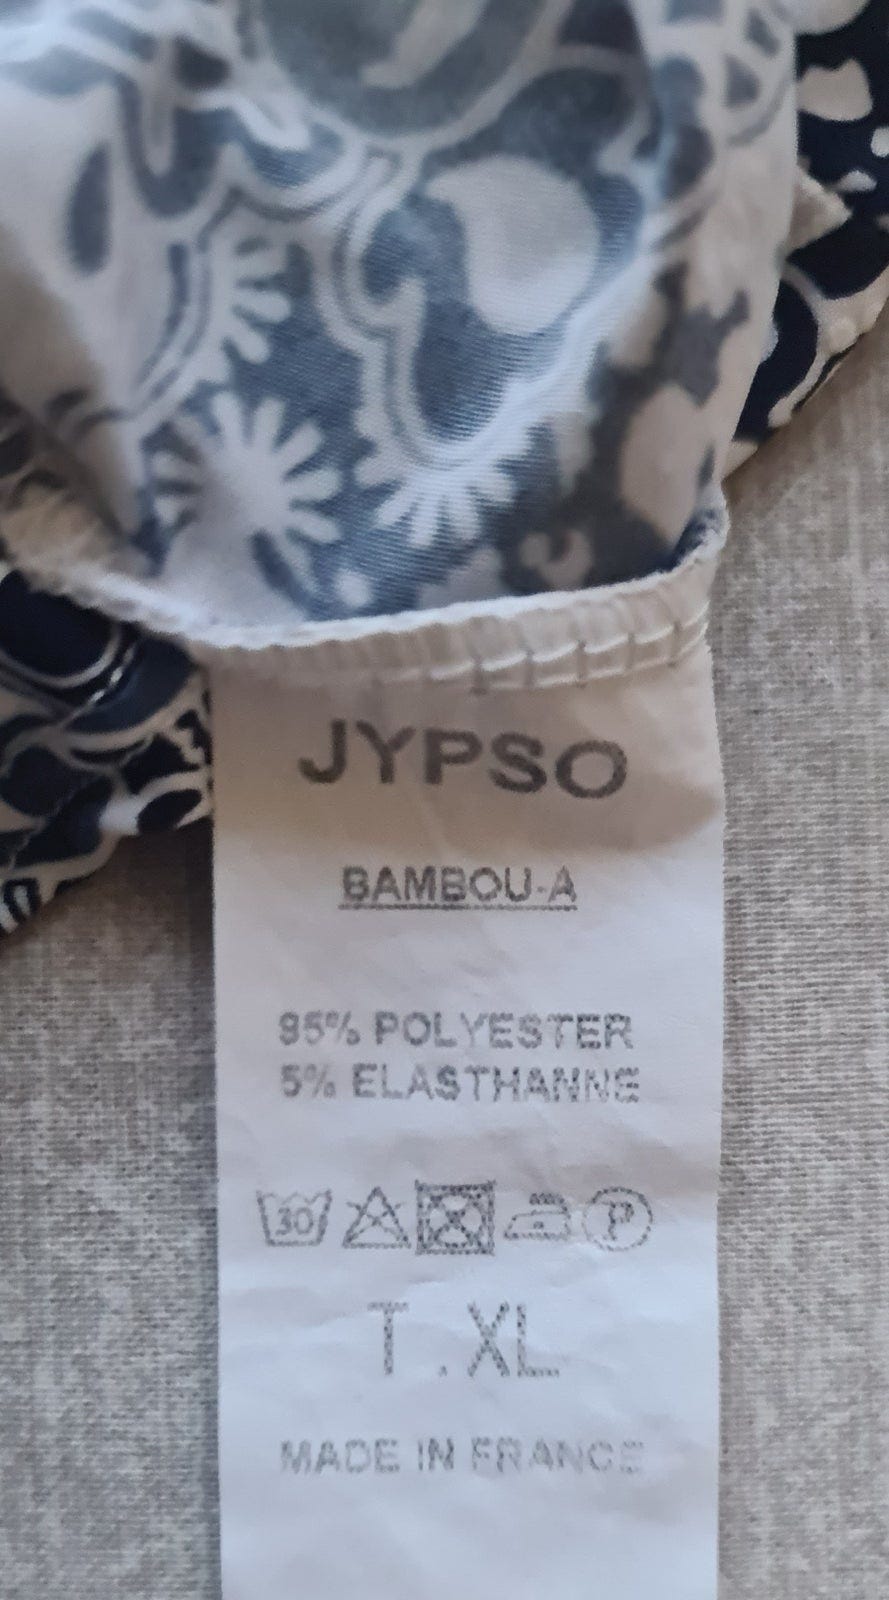 JYPSO
BAMBOU-A
95% POLYESTER
5% ELASTHANNE
30 P
T . XL
MADE IN FRANCE